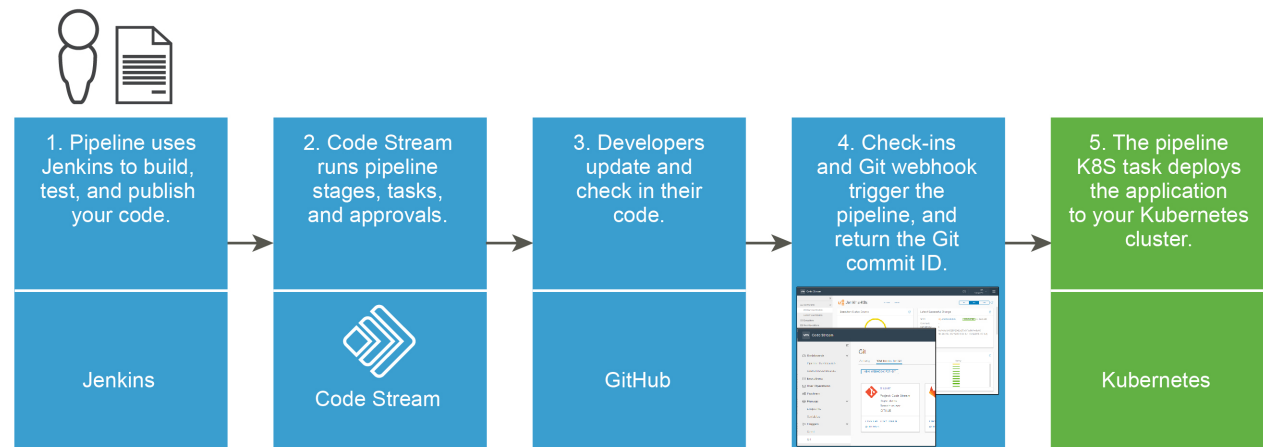 1. Pipeline uses
Jenkins to build,
test, and publish
your code.
2. Code Stream
runs pipeline
stages, tasks,
and approvals.
3. Developers
update and
check in their
code.
4. Check-ins
and Git webhook
trigger the
pipeline, and
return the Git
commit ID.
5. The pipeline
K8S task deploys
the application
to your Kubernetes
cluster.
Jenkins
Code Stream
GitHub
Git
Kubernetes